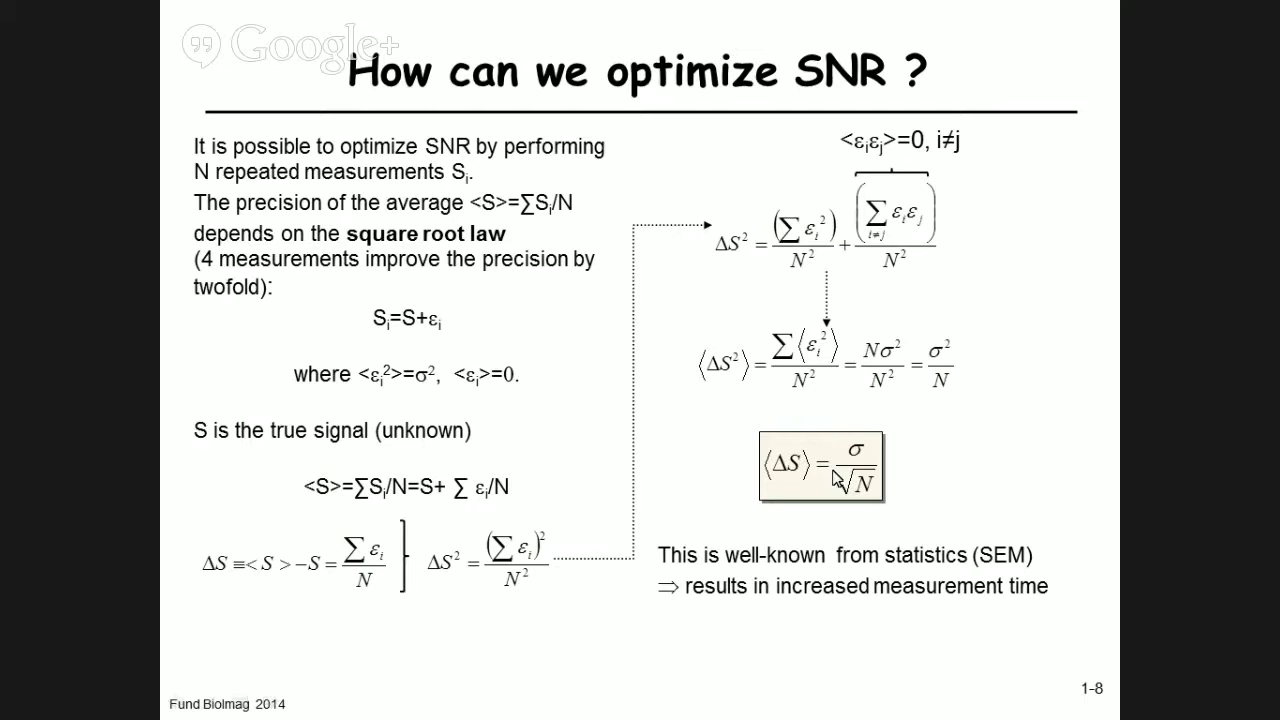 Google+
How can we optimize SNR ?
It is possible to optimize SNR by performing
N repeated measurements Sᵢ.
The precision of the average <S>=∑Sᵢ/N
depends on the square root law
(4 measurements improve the precision by
twofold):
Sᵢ=S+εᵢ
where <εᵢ²>=σ², <εᵢ>=0.
S is the true signal (unknown)
<S>=∑Sᵢ/N=S+ ∑ εᵢ/N
ΔS ≡< S > −S = ∑ εᵢ / N } ΔS² = (∑ εᵢ)² / N²
<εᵢεⱼ>=0, i≠j
ΔS² = (∑ εᵢ²) / N² + (∑ i≠j εᵢεⱼ) / N²
⟨ΔS²⟩ = ∑⟨εᵢ²⟩ / N² = Nσ² / N² = σ² / N
⟨ΔS⟩ = σ / √N
This is well-known from statistics (SEM)
⇒ results in increased measurement time
1-8
Fund BioImag 2014